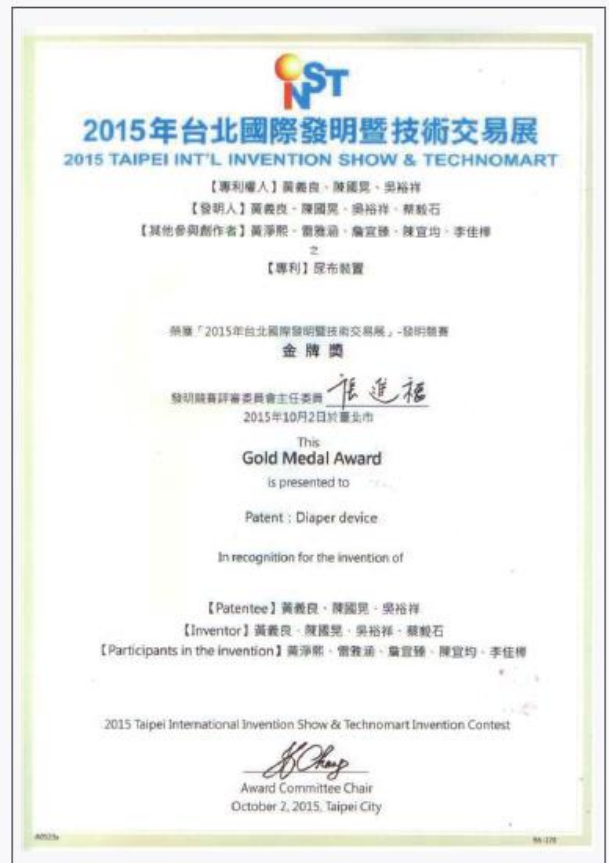 INST
2015年台北國際發明暨技術交易展
2015 TAIPEI INT'L INVENTION SHOW & TECHNOMART
【專利權人】黃義良、陳國晃、吳裕祥
【發明人】黃義良、陳國晃、吳裕祥、蔡毅石
【其他參與創作者】黃淨熙、雷雅涵、詹宜臻、陳宜均、李佳樺
之
【專利】尿布裝置
榮獲「2015年台北國際發明暨技術交易展」-發明競賽
金牌獎
發明競賽評審委員會主任委員 張進福
2015年10月2日於臺北市
This
Gold Medal Award
is presented to
Patent : Diaper device
In recognition for the invention of
【Patentee】黃義良、陳國晃、吳裕祥
【Inventor】黃義良、陳國晃、吳裕祥、蔡毅石
【Participants in the invention】黃淨熙、雷雅涵、詹宜臻、陳宜均、李佳樺
2015 Taipei International Invention Show & Technomart Invention Contest
Award Committee Chair
October 2, 2015, Taipei City